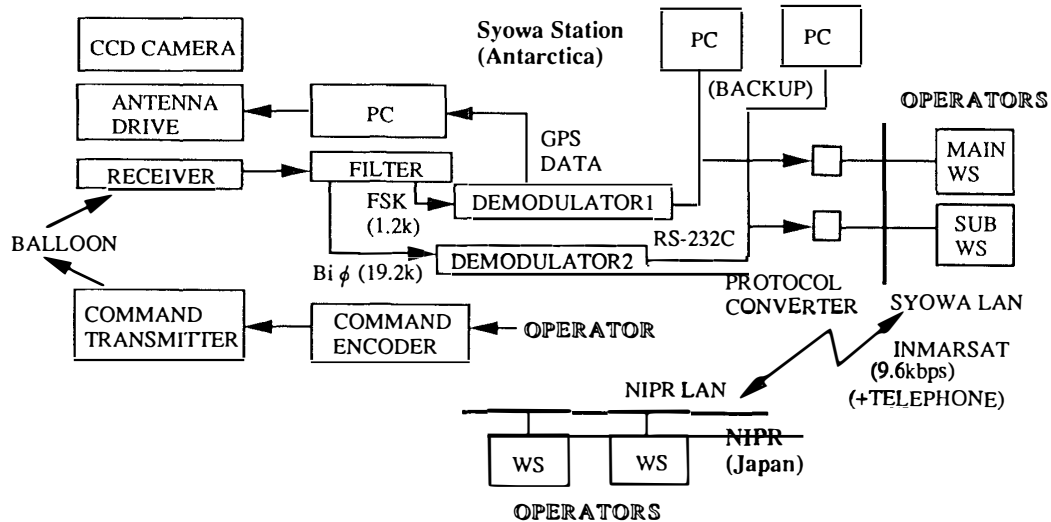 CCD CAMERA
Syowa Station
(Antarctica)
PC
PC
(BACKUP)
OPERATORS
ANTENNA
DRIVE
PC
GPS
DATA
MAIN
WS
RECEIVER
FILTER
FSK
(1.2k)
DEMODULATOR1
SUB
WS
BALLOON
Bi ϕ (19.2k)
DEMODULATOR2
RS-232C
PROTOCOL
CONVERTER
SYOWA LAN
COMMAND
TRANSMITTER
COMMAND
ENCODER
OPERATOR
INMARSAT
(9.6kbps)
(+TELEPHONE)
NIPR LAN
WS
WS
NIPR
(Japan)
OPERATORS